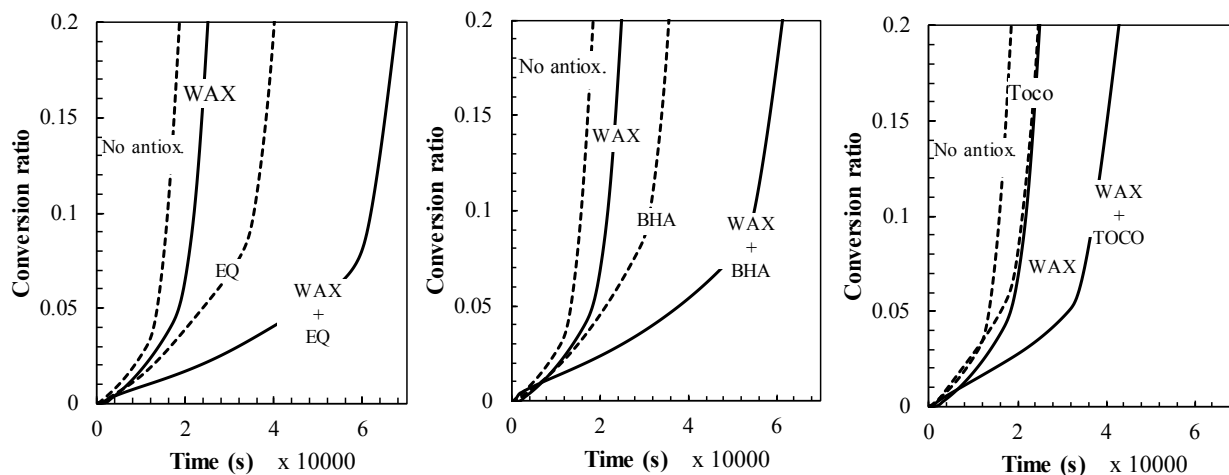 0.2
0.15
0.1
0.05
0
Conversion ratio
No antiox.
WAX
EQ
WAX
+
EQ
0 2 4 6
Time (s) x 10000
0.2
0.15
0.1
0.05
0
Conversion ratio
No antiox.
WAX
BHA
WAX
+
BHA
0 2 4 6
Time (s) x 10000
0.2
0.15
0.1
0.05
0
Conversion ratio
Toco
No antiox.
WAX
WAX
+
TOCO
0 2 4 6
Time (s) x 10000